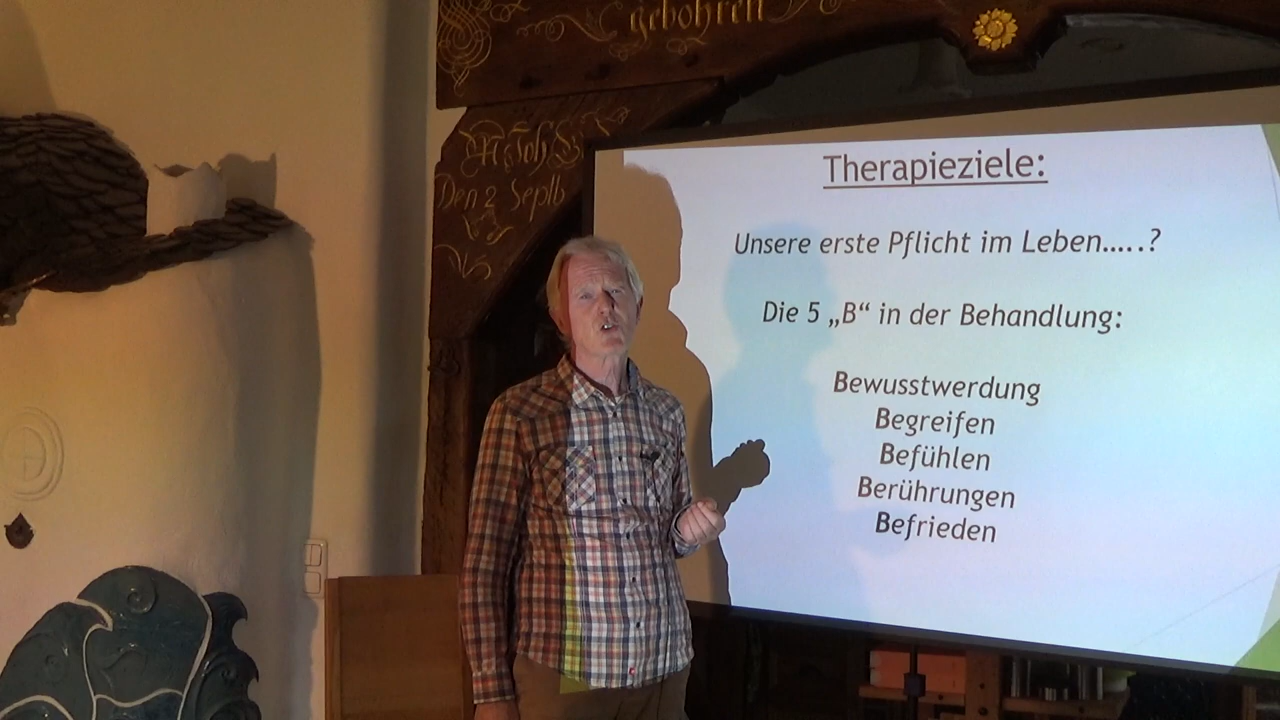 gebohren
Den 2 Septb
Therapieziele:
Unsere erste Pflicht im Leben.....?
Die 5 „B“ in der Behandlung:
Bewusstwerdung
Begreifen
Befühlen
Berührungen
Befrieden